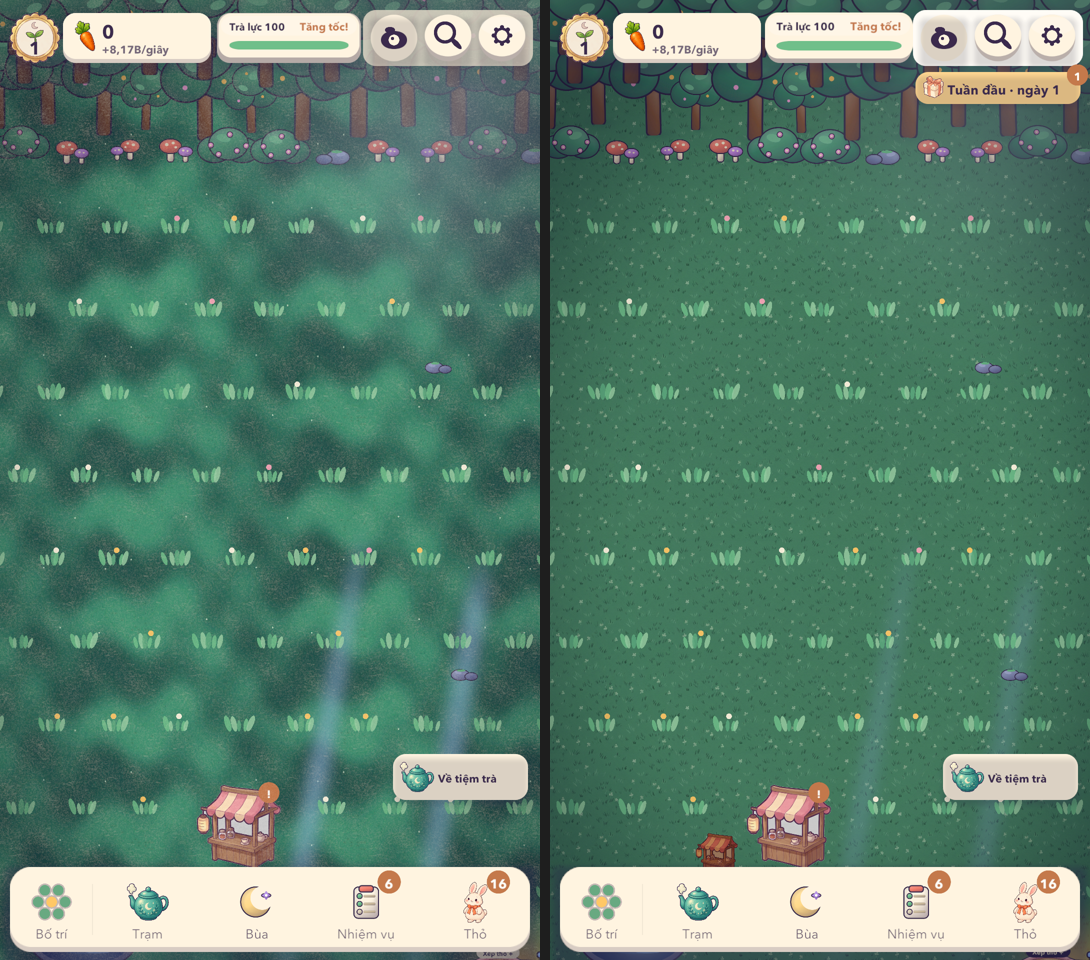 1
0
+8,17B/giây
Trà lực 100 Tăng tốc!
Về tiệm trà
!
6
16
Bố trí
Trạm
Bùa
Nhiệm vụ
Thỏ
1
0
+8,17B/giây
Trà lực 100 Tăng tốc!
1
Tuần đầu · ngày 1
Về tiệm trà
!
6
16
Bố trí
Trạm
Bùa
Nhiệm vụ
Thỏ